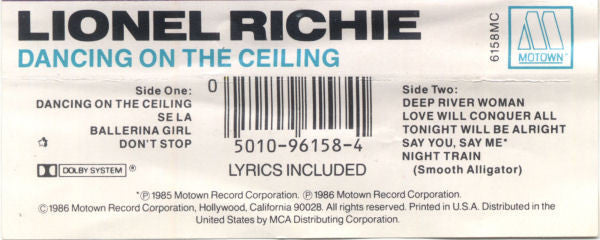 LIONEL RICHIE
DANCING ON THE CEILING
6158MC
MOTOWN™
Side One:
DANCING ON THE CEILING
SE LA
BALLERINA GIRL
DON'T STOP
DOLBY SYSTEM ®
0
5010-96158-4
LYRICS INCLUDED
Side Two:
DEEP RIVER WOMAN
LOVE WILL CONQUER ALL
TONIGHT WILL BE ALRIGHT
SAY YOU, SAY ME*
NIGHT TRAIN
(Smooth Alligator)
*℗ 1985 Motown Record Corporation. ℗ 1986 Motown Record Corporation.
© 1986 Motown Record Corporation, Hollywood, California 90028. All rights reserved. Printed in U.S.A. Distributed in the
United States by MCA Distributing Corporation.